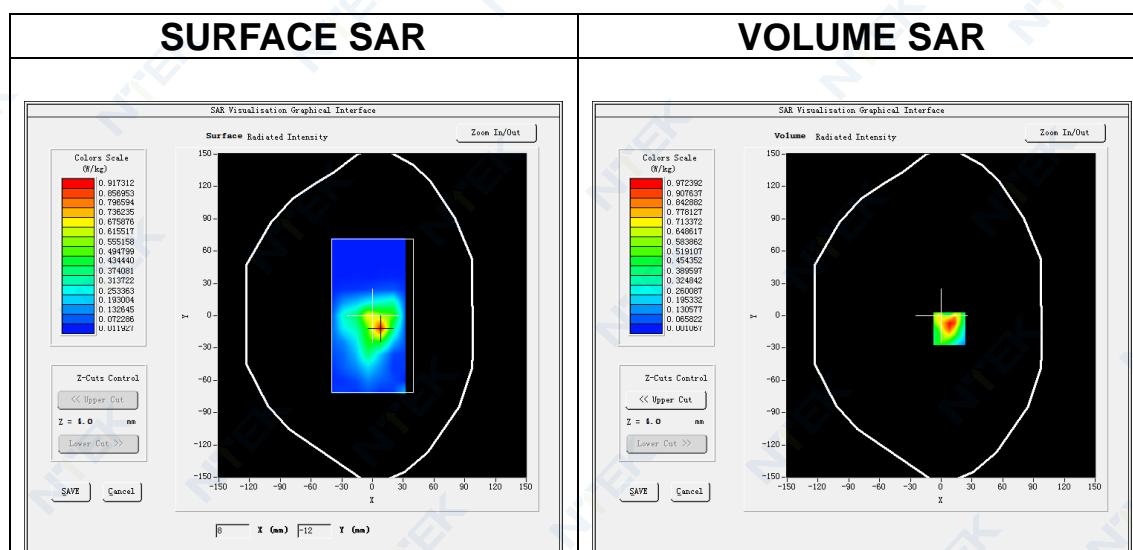 SURFACE SAR
SAR Visualisation Graphical Interface
Surface Radiated Intensity
Zoom In/Out
Colors Scale
(W/kg)
0.917312
0.856953
0.796594
0.736235
0.675876
0.615517
0.555158
0.494799
0.434440
0.374081
0.313722
0.253363
0.193004
0.132645
0.072286
0.011927
Z-Cuts Control
<< Upper Cut
Z = 4.0 mm
Lower Cut >>
SAVE Cancel
150
120
90
60
30
0
-30
-60
-90
-120
-150
Y
-150 -120 -90 -60 -30 0 30 60 90 120 150
X
8 X (mm) -12 Y (mm)
VOLUME SAR
SAR Visualisation Graphical Interface
Volume Radiated Intensity
Zoom In/Out
Colors Scale
(W/kg)
0.972392
0.907637
0.842882
0.778127
0.713372
0.648617
0.583862
0.519107
0.454352
0.389597
0.324842
0.260087
0.195332
0.130577
0.065822
0.001067
Z-Cuts Control
<< Upper Cut
Z = 4.0 mm
Lower Cut >>
SAVE Cancel
150
120
90
60
30
0
-30
-60
-90
-120
-150
Y
-150 -120 -90 -60 -30 0 30 60 90 120 150
X
NTEK